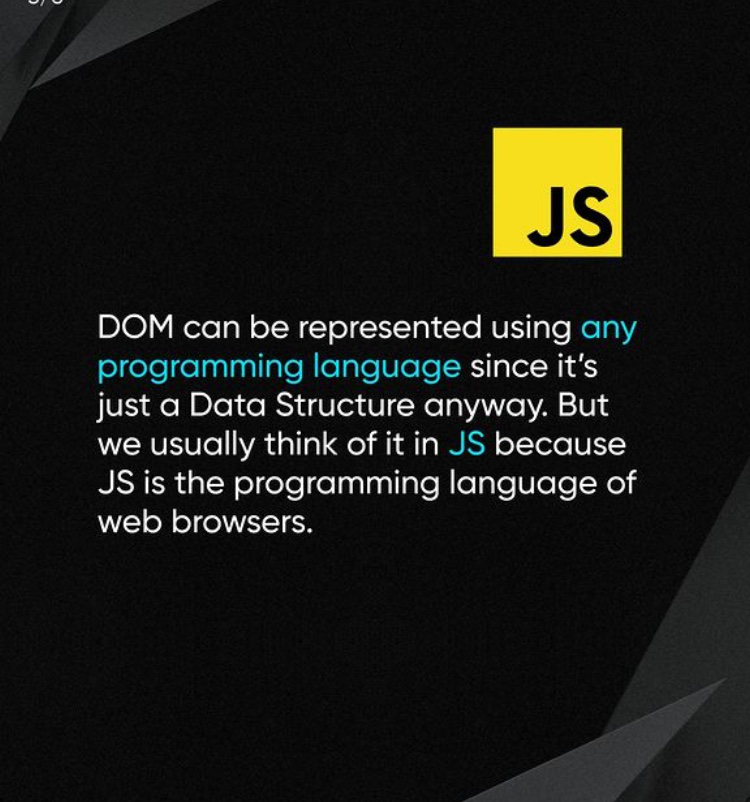 JS
DOM can be represented using any
programming language since it's
just a Data Structure anyway. But
we usually think of it in JS because
JS is the programming language of
web browsers.